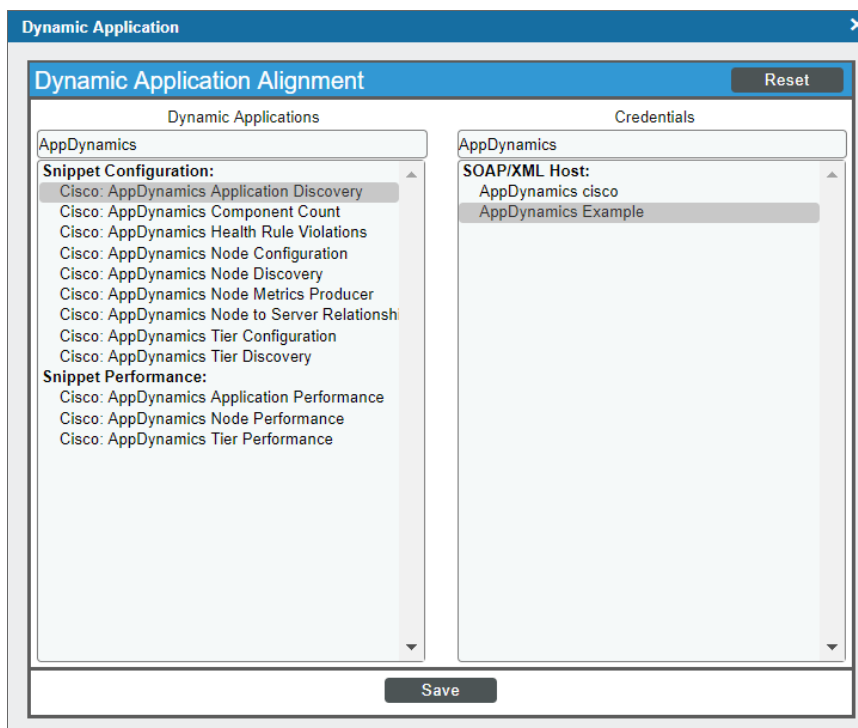 Dynamic Application
Dynamic Application Alignment
Reset
Dynamic Applications
AppDynamics
Snippet Configuration:
Cisco: AppDynamics Application Discovery
Cisco: AppDynamics Component Count
Cisco: AppDynamics Health Rule Violations
Cisco: AppDynamics Node Configuration
Cisco: AppDynamics Node Discovery
Cisco: AppDynamics Node Metrics Producer
Cisco: AppDynamics Node to Server Relationshi
Cisco: AppDynamics Tier Configuration
Cisco: AppDynamics Tier Discovery
Snippet Performance:
Cisco: AppDynamics Application Performance
Cisco: AppDynamics Node Performance
Cisco: AppDynamics Tier Performance
Credentials
AppDynamics
SOAP/XML Host:
AppDynamics cisco
AppDynamics Example
Save